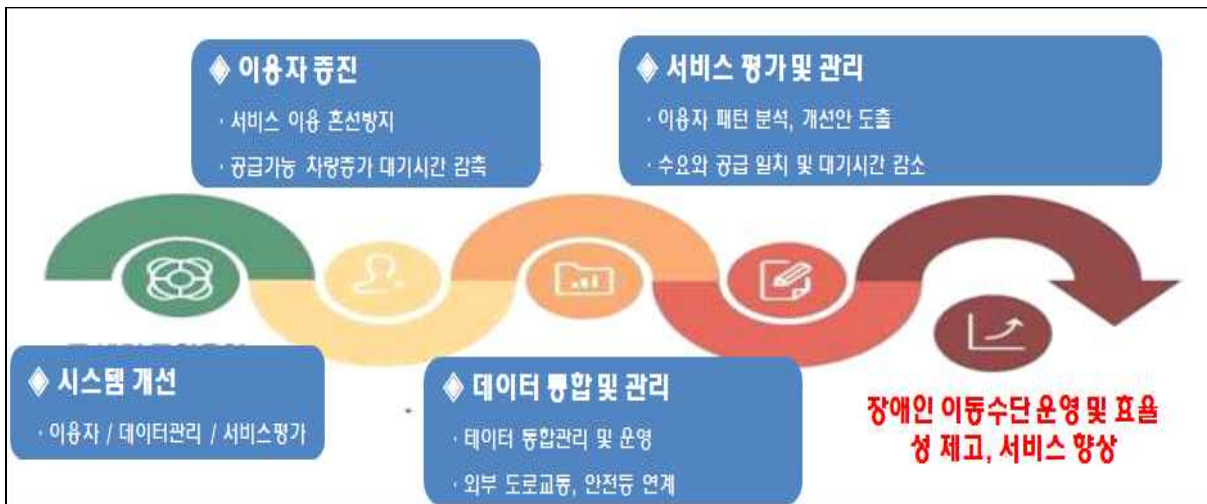 ◈ 이용자 증진
· 서비스 이용 혼선방지
· 공급가능 차량증가 대기시간 감축
◈ 서비스 평가 및 관리
· 이용자 패턴 분석, 개선안 도출
· 수요와 공급 일치 및 대기시간 감소
◈ 시스템 개선
· 이용자 / 데이터관리 / 서비스평가
◈ 데이터 통합 및 관리
· 테이터 통합관리 및 운영
· 외부 도로교통, 안전등 연계
장애인 이동수단 운영 및 효율
성 제고, 서비스 향상